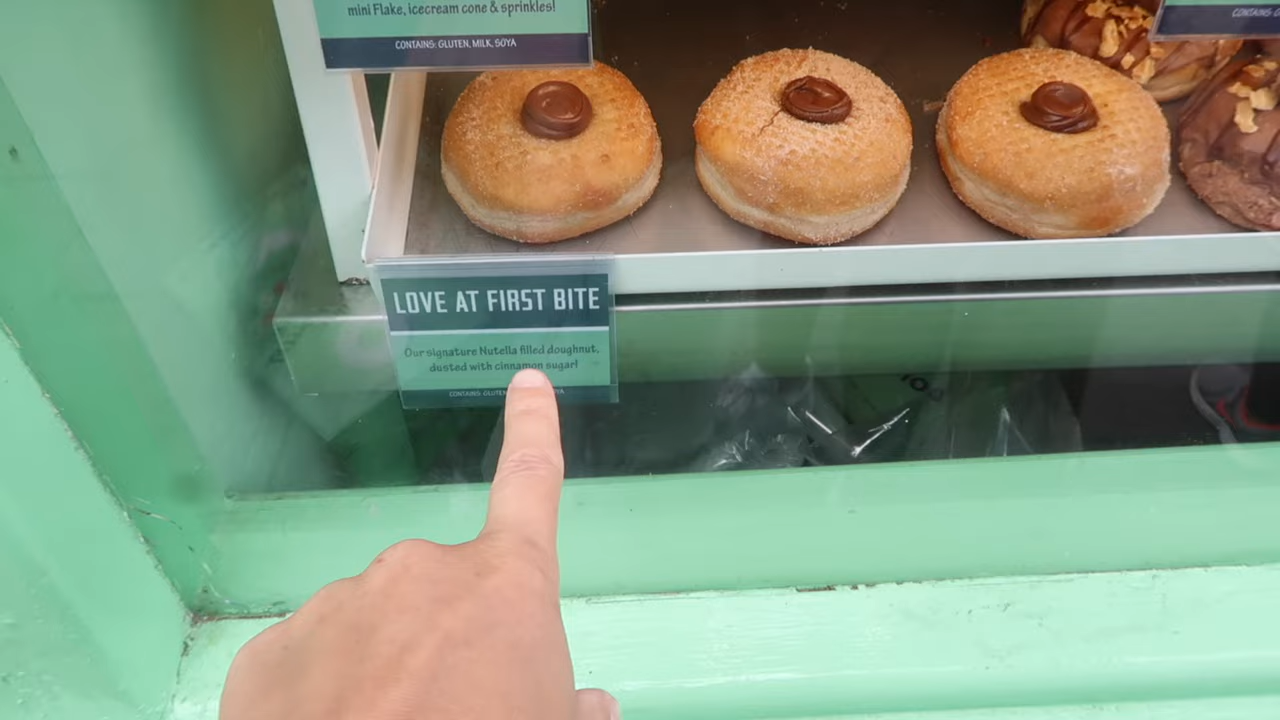 mini Flake, icecream cone & sprinkles!
CONTAINS: GLUTEN, MILK, SOYA
LOVE AT FIRST BITE
Our signature Nutella filled doughnut,
dusted with cinnamon sugar!
CONTAINS: GLUTEN